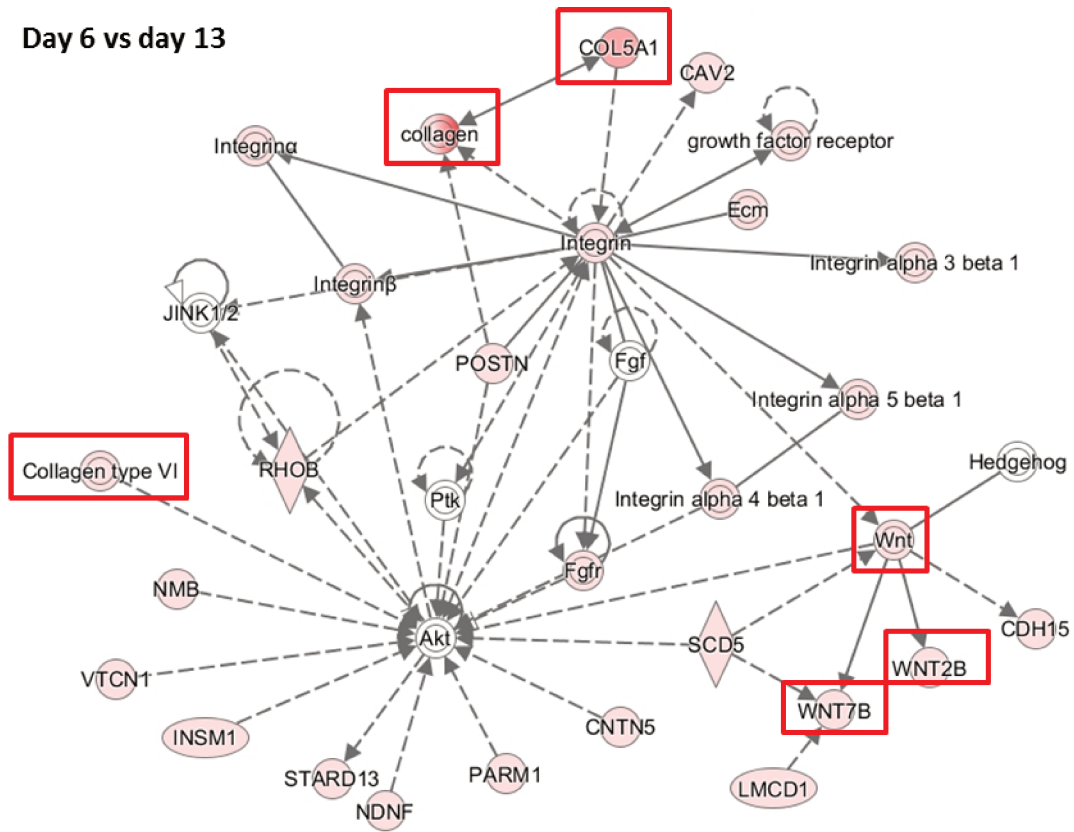 Day 6 vs day 13
COL5A1
CAV2
collagen
Integrinα
growth factor receptor
Ecm
Integrin
Integrin alpha 3 beta 1
Integrinβ
JINK1/2
POSTN
Fgf
Integrin alpha 5 beta 1
Collagen type VI
RHOB
Hedgehog
Ptk
Integrin alpha 4 beta 1
Wnt
Fgfr
NMB
Akt
SCD5
CDH15
WNT2B
VTCN1
WNT7B
CNTN5
INSM1
STARD13
PARM1
LMCD1
NDNF